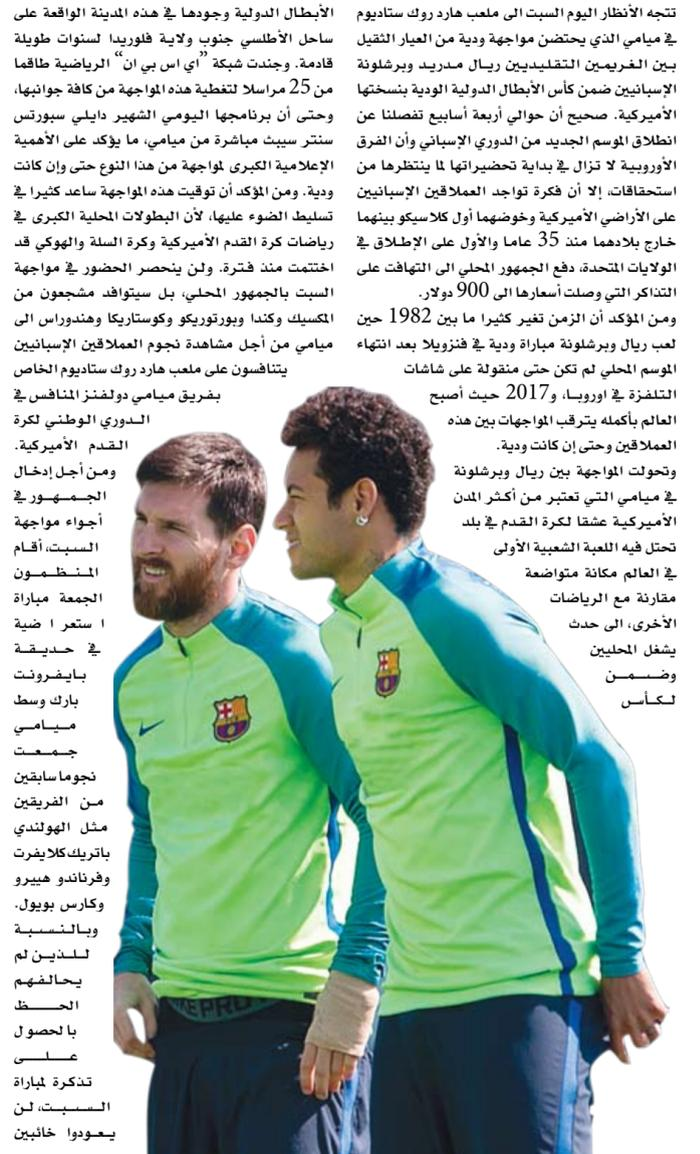 تتجه الأنظار اليوم السبت الى ملعب هارد روك ستاديوم
في ميامي الذي يحتضن مواجهة ودية من العيار الثقيل
بين الغريمين التقليديين ريال مدريد وبرشلونة
الإسبانيين ضمن كأس الأبطال الدولية الودية بنسختها
الأميركية. صحيح أن حوالي أربعة أسابيع تفصلنا عن
انطلاق الموسم الجديد من الدوري الإسباني وأن الفرق
الأوروبية لا تزال في بداية تحضيراتها لما ينتظرها من
استحقاقات، إلا أن فكرة تواجد العملاقين الإسبانيين
على الأراضي الأميركية وخوضهما أول كلاسيكو بينهما
خارج بلادهما منذ 35 عاما والأول على الإطلاق في
الولايات المتحدة، دفع الجمهور المحلي الى التهافت على
التذاكر التي وصلت أسعارها الى 900 دولار.
ومن المؤكد أن الزمن تغير كثيرا ما بين 1982 حين
لعب ريال وبرشلونة مباراة ودية في فنزويلا بعد انتهاء
الموسم المحلي لم تكن حتى منقولة على شاشات
التلفزة في اوروبا، و2017 حيث أصبح
العالم بأكمله يترقب المواجهات بين هذه
العملاقين وحتى إن كانت ودية.
وتحولت المواجهة بين ريال وبرشلونة
في ميامي التي تعتبر من أكثر المدن
الأميركية عشقا لكرة القدم في بلد
تحتل فيه اللعبة الشعبية الأولى
في العالم مكانة متواضعة
مقارنة مع الرياضات
الأخرى، الى حدث
يشغل المحليين
وضمن
لكأس
الأبطال الدولية وجودها في هذه المدينة الواقعة على
ساحل الأطلسي جنوب ولاية فلوريدا لسنوات طويلة
قادمة. وجندت شبكة ”اي اس بي ان“ الرياضية طاقما
من 25 مراسلا لتغطية هذه المواجهة من كافة جوانبها،
وحتى أن برنامجها اليومي الشهير دايلي سبورتس
سنتر سيبث مباشرة من ميامي، ما يؤكد على الأهمية
الإعلامية الكبرى لمواجهة من هذا النوع حتى وإن كانت
ودية. ومن المؤكد أن توقيت هذه المواجهة ساعد كثيرا في
تسليط الضوء عليها، لأن البطولات المحلية الكبرى في
رياضات كرة القدم الأميركية وكرة السلة والهوكي قد
اختتمت منذ فترة. ولن ينحصر الحضور في مواجهة
السبت بالجمهور المحلي، بل سيتوافد مشجعون من
المكسيك وكندا وبورتوريكو وكوستاريكا وهندوراس الى
ميامي من أجل مشاهدة نجوم العملاقين الإسبانيين
يتنافسون على ملعب هارد روك ستاديوم الخاص
بفريق ميامي دولفنز المنافس في
الدوري الوطني لكرة
القدم الأميركية.
ومن أجل إدخال
الجمهور في
أجواء مواجهة
السبت، أقام
المنظمون
الجمعة مباراة
استعراضية
في حديقة
بايفرونت
بارك وسط
ميامي
جمعت
نجوما سابقين
من الفريقين
مثل الهولندي
باتريك كلايفرت
وفرناندو هييرو
وكارس بويول.
وبالنسبة
للذين لم
يحالفهم
الحظ
بالحصول
على
تذكرة لمباراة
السبت، لن
يعودوا خائبين